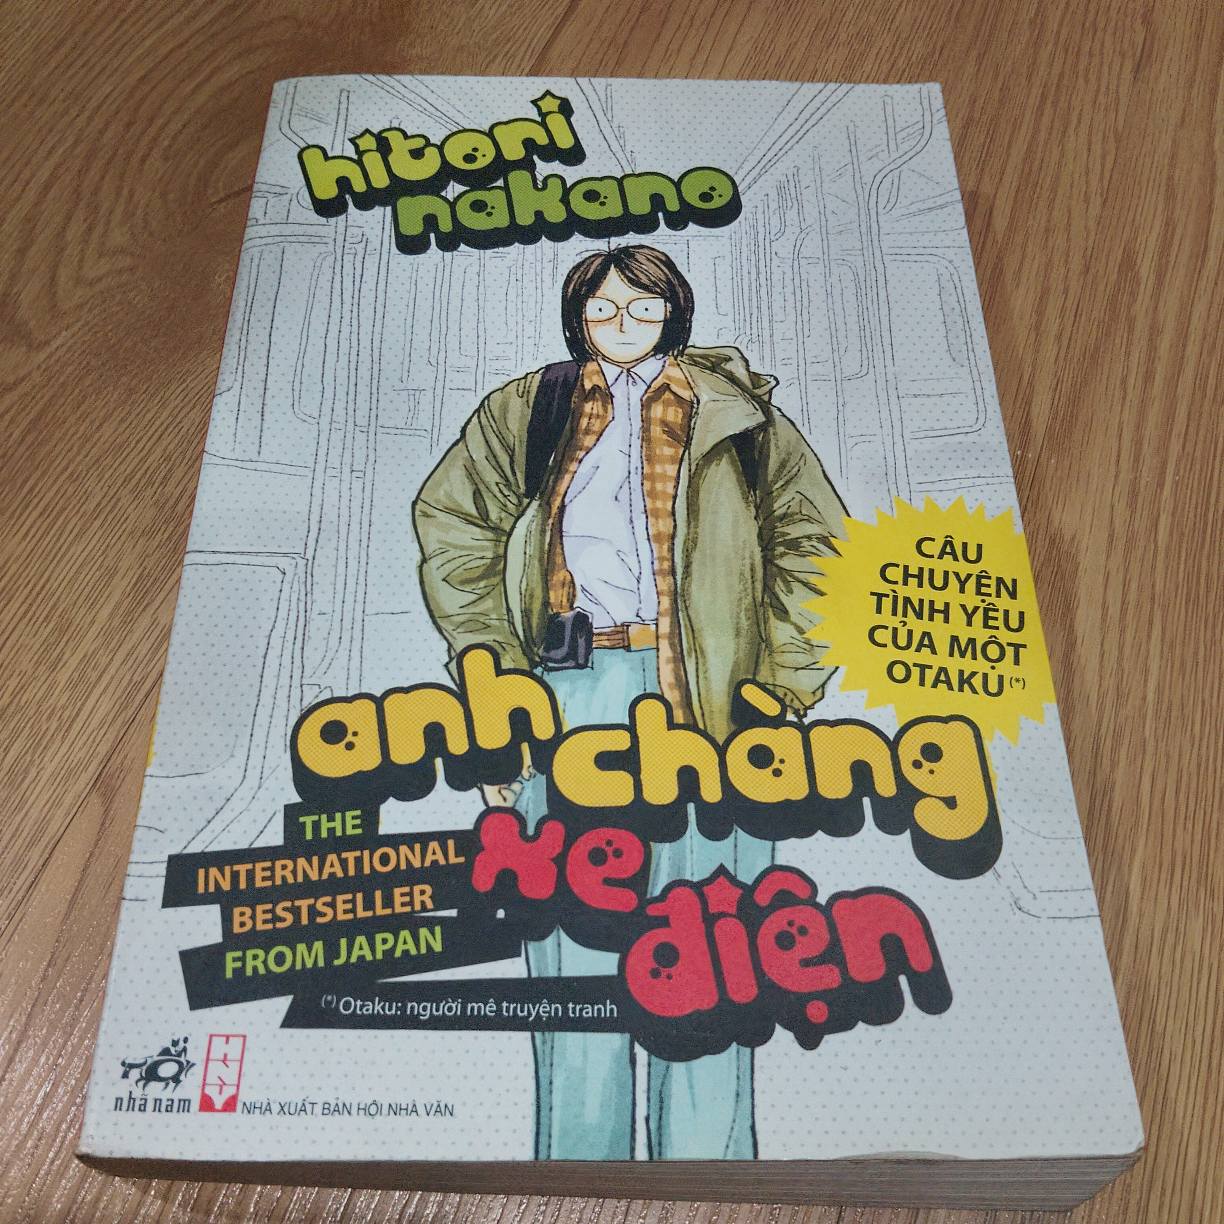 hitori
nakano
CÂU
CHUYỆN
TÌNH YÊU
CỦA MỘT
OTAKU (*)
anh chàng
xe điện
THE
INTERNATIONAL
BESTSELLER
FROM JAPAN
(*) Otaku: người mê truyện tranh
nhã nam
HNV
NHÀ XUẤT BẢN HỘI NHÀ VĂN